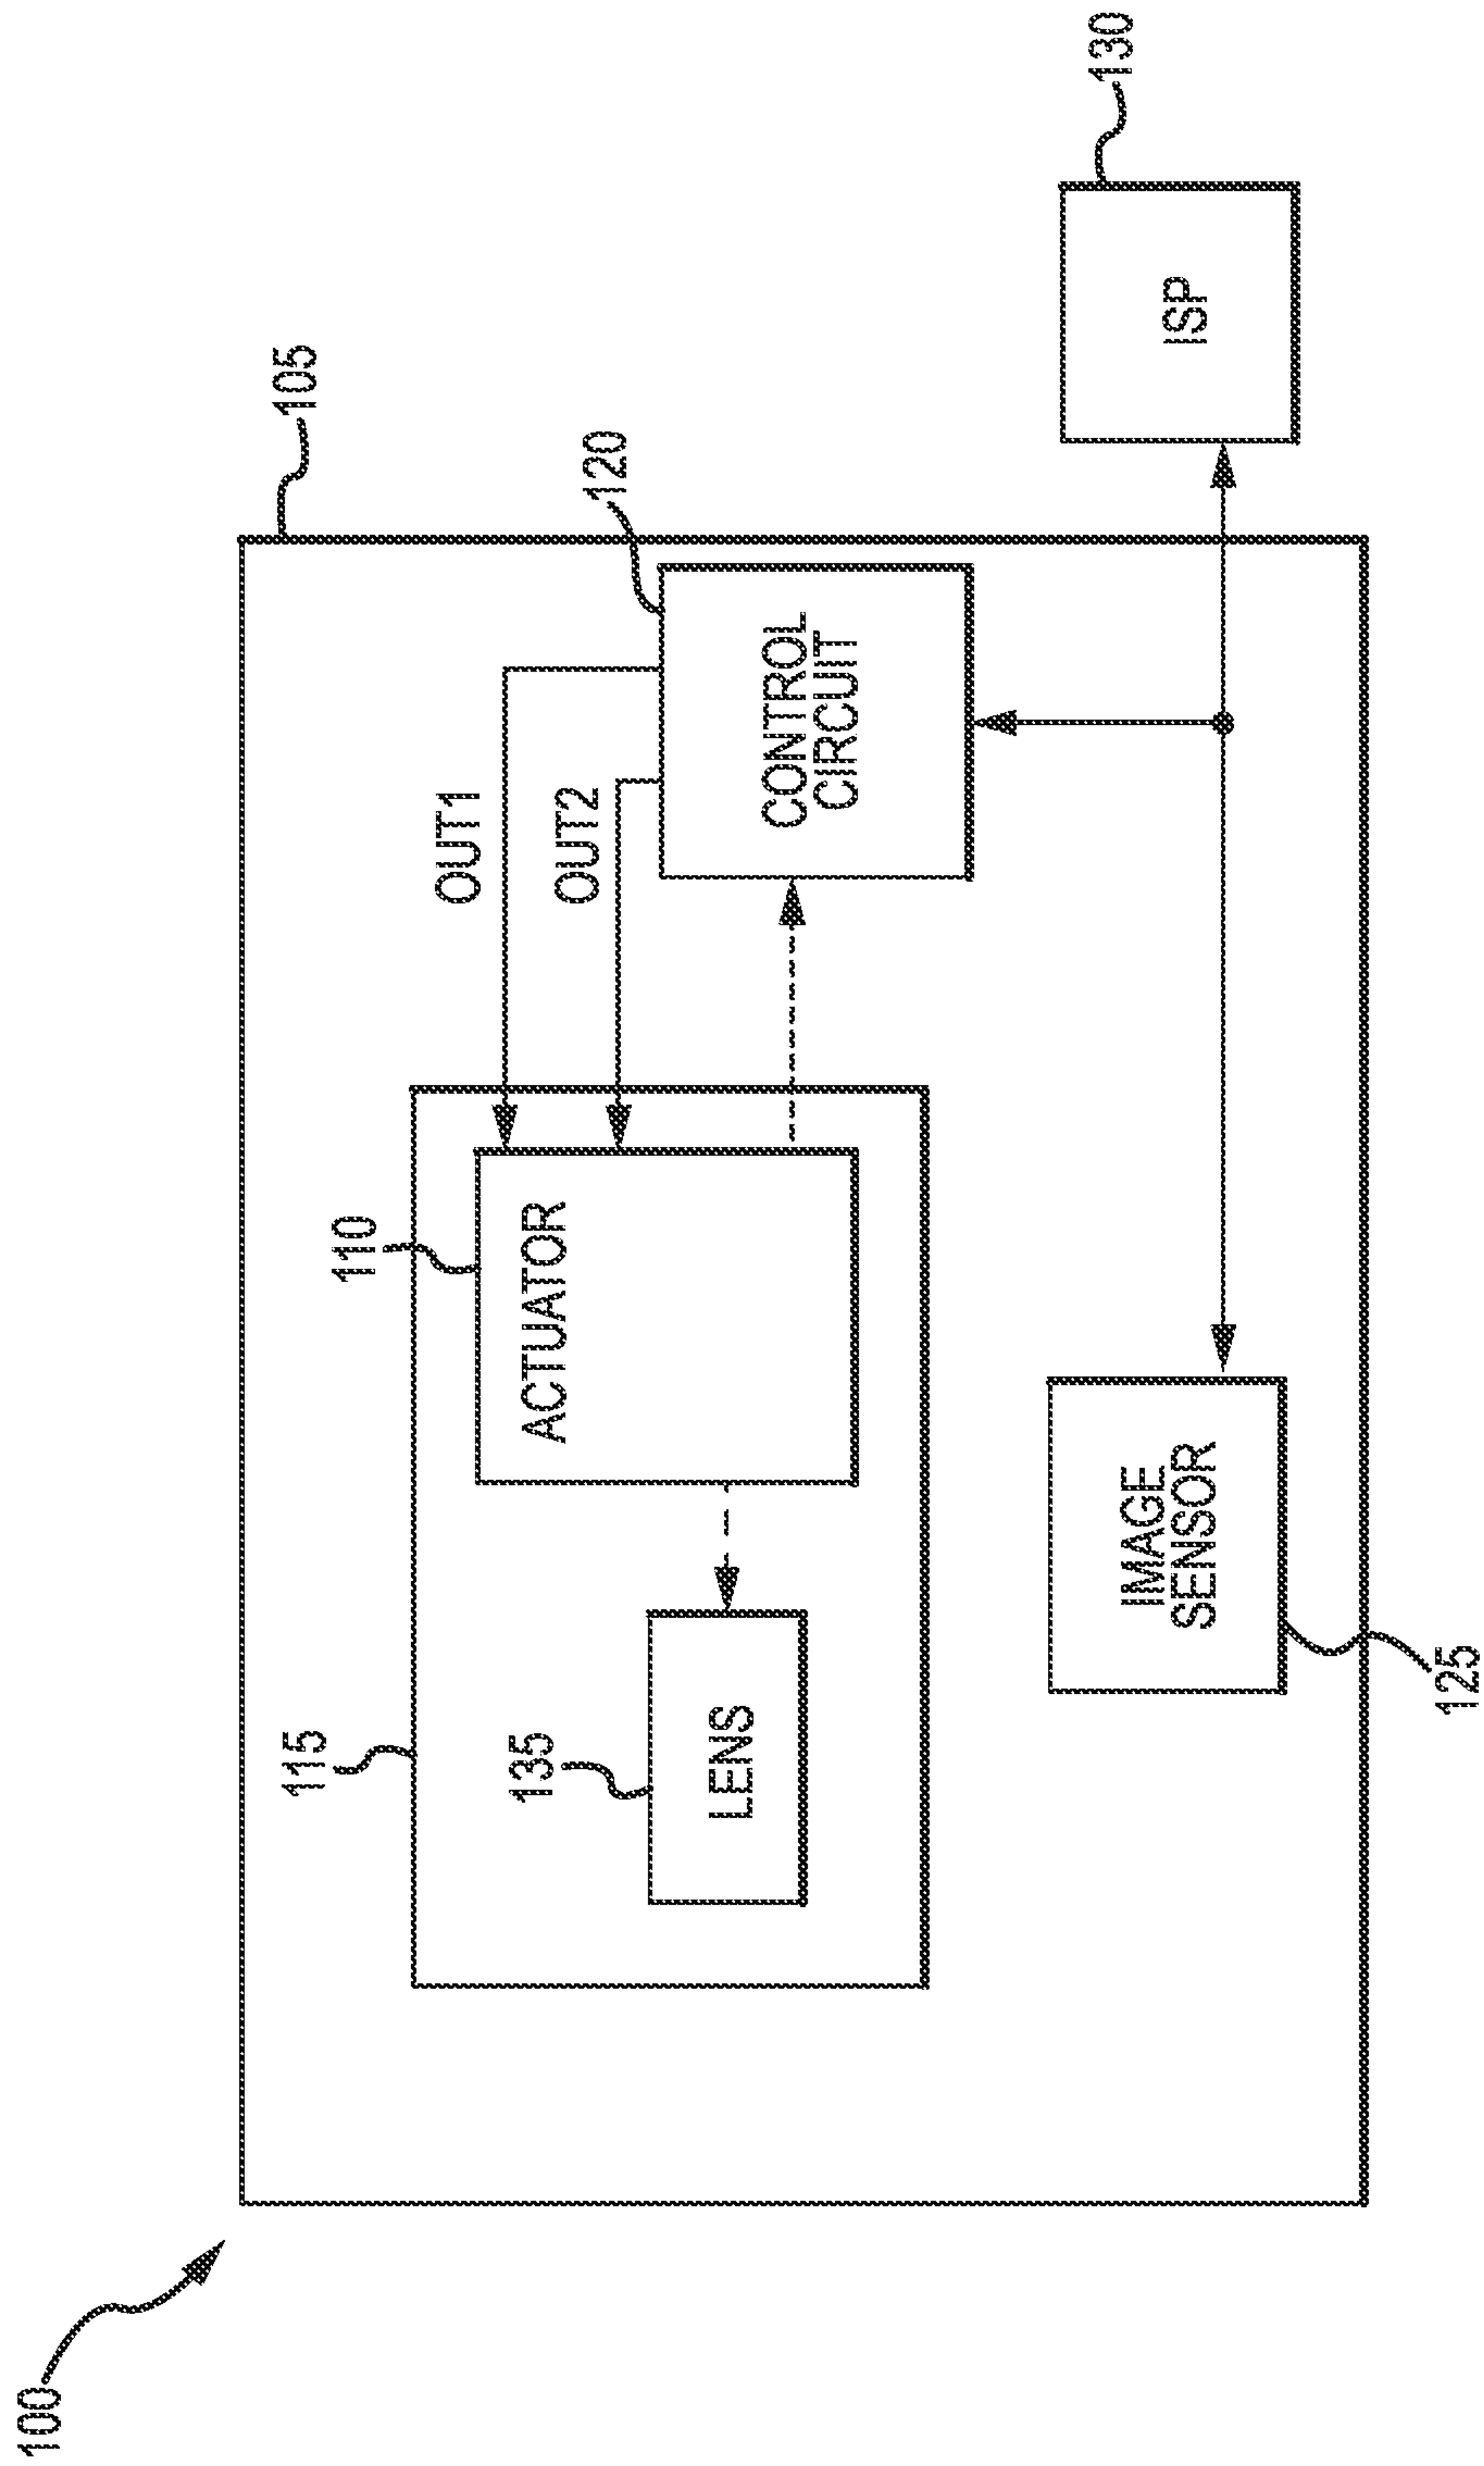 100
105
115
110
ACTUATOR
135
LENS
OUT1
OUT2
120
CONTROL
CIRCUIT
130
ISP
IMAGE
SENSOR
125